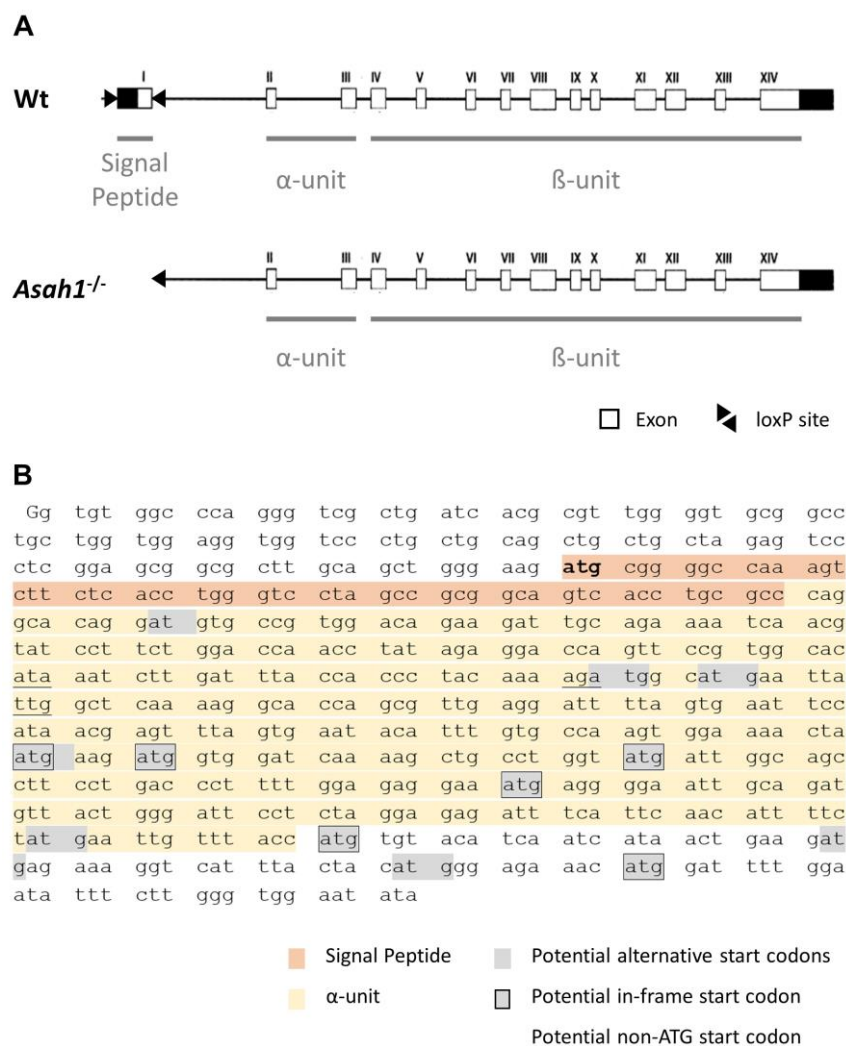 A
I II III IV V VI VII VIII IX X XI XII XIII XIV
Wt
Signal
Peptide
α-unit ß-unit
II III IV V VI VII VIII IX X XI XII XIII XIV
Asah1-/-
α-unit ß-unit
Exon loxP site
B
Gg tgt ggc cca ggg tcg ctg atc acg cgt tgg ggt gcg gcc
tgc tgg tgg agg tgg tcc ctg ctg cag ctg ctg cta gag tcc
ctc gga gcg gcg ctt gca gct ggg aag atg cgg ggc caa agt
ctt ctc acc tgg gtc cta gcc gcg gca gtc acc tgc gcc cag
gca cag gat gtg ccg tgg aca gaa gat tgc aga aaa tca acg
tat cct tct gga cca acc tat aga gga cca gtt ccg tgg cac
ata aat ctt gat tta cca ccc tac aaa aga tgg cat gaa tta
ttg gct caa aag gca cca gcg ttg agg att tta gtg aat tcc
ata acg agt tta gtg aat aca ttt gtg cca agt gga aaa cta
atg aag atg gtg gat caa aag ctg cct ggt atg att ggc agc
ctt cct gac cct ttt gga gag gaa atg agg gga att gca gat
gtt act ggg att cct cta gga gag att tca ttc aac att ttc
tat gaa ttg ttt acc atg tgt aca tca atc ata act gaa gat
gag aaa ggt cat tta cta cat ggg aga aac atg gat ttt gga
ata ttt ctt ggg tgg aat ata
Signal Peptide Potential alternative start codons
α-unit Potential in-frame start codon
Potential non-ATG start codon